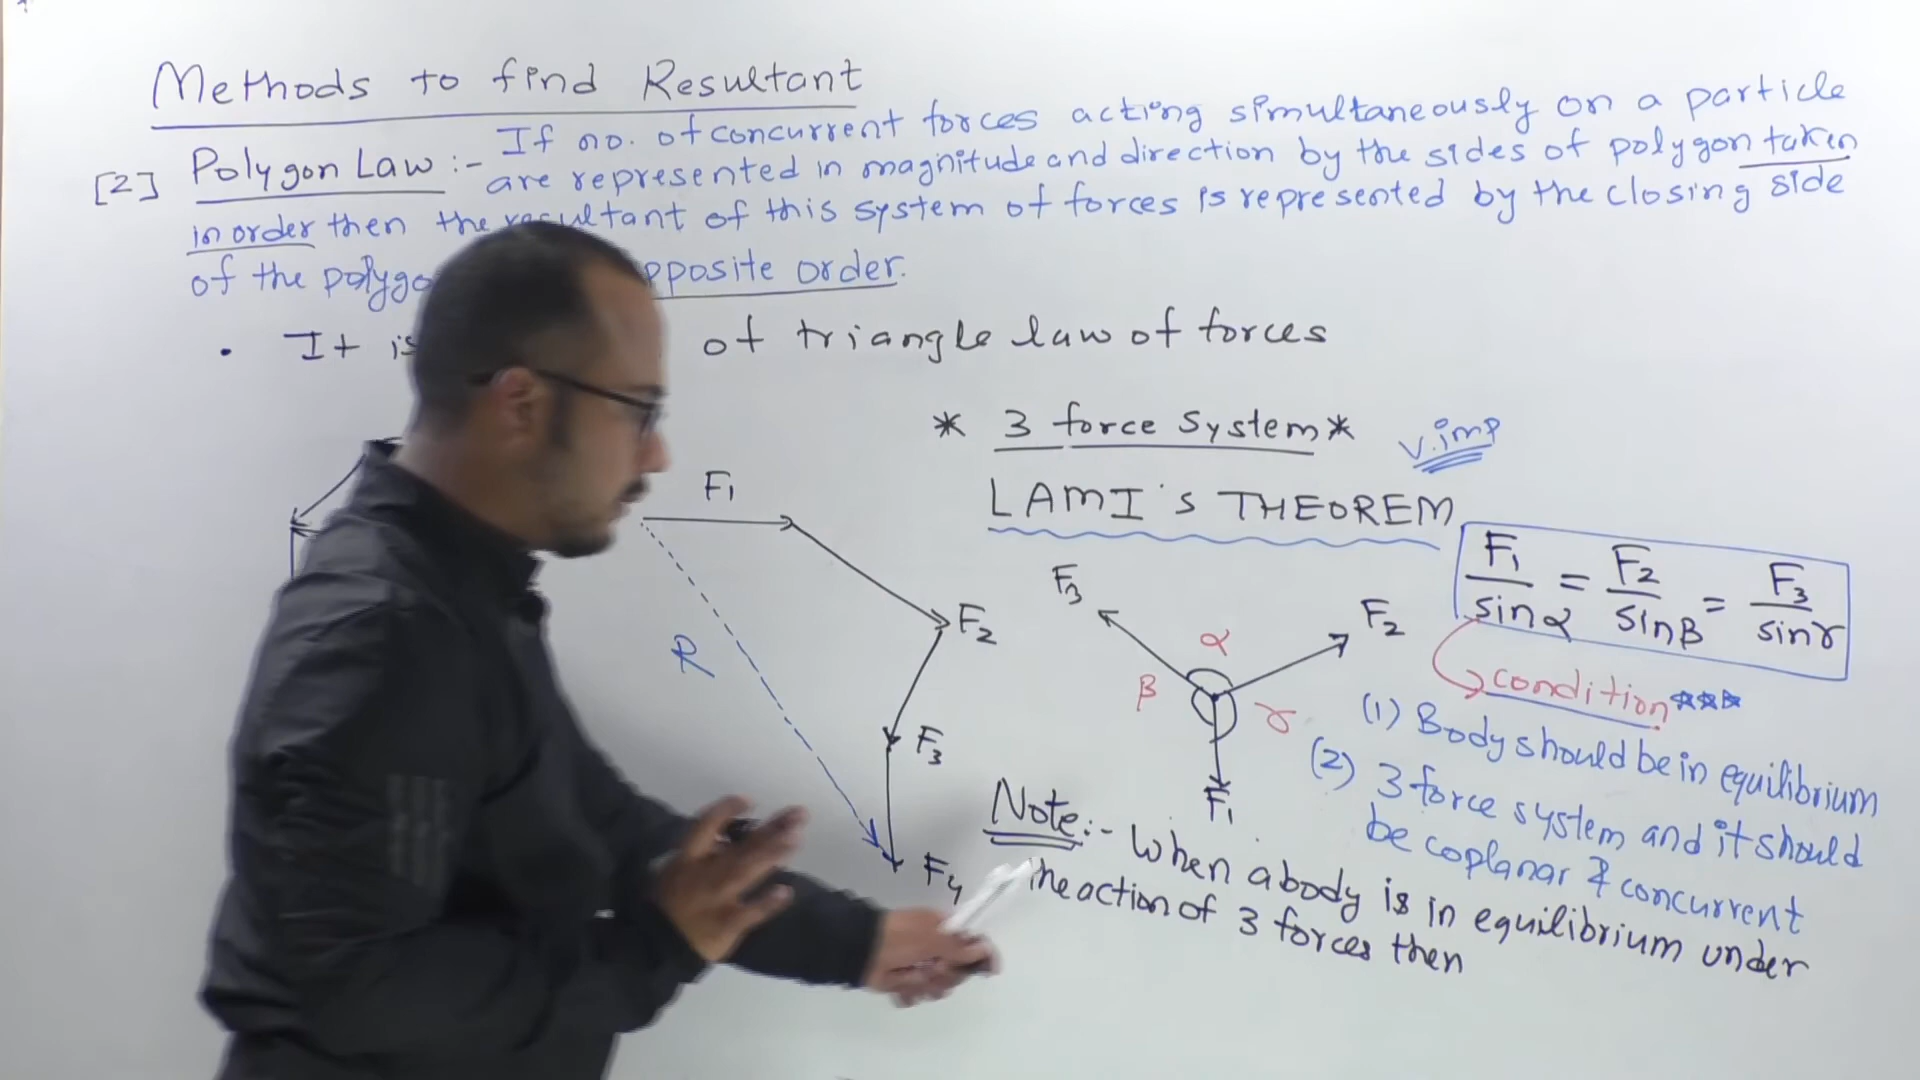 Methods to find Resultant
[2] Polygon Law :- If no. of concurrent forces acting simultaneously on a particle
are represented in magnitude and direction by the sides of polygon taken
in order then the resultant of this system of forces is represented by the closing side
of the opposite order.
• It is of triangle law of forces
* 3 force System *
v.imp
LAMI's THEOREM
F1/sinα = F2/sinβ = F3/sinγ
F1
F2
F3
F4
R
F3
F2
α
β
γ
F1
condition ***
(1) Body should be in equilibrium
(2) 3 force system and it should
be coplanar & concurrent
Note:- When a body is in equilibrium under
the action of 3 forces then